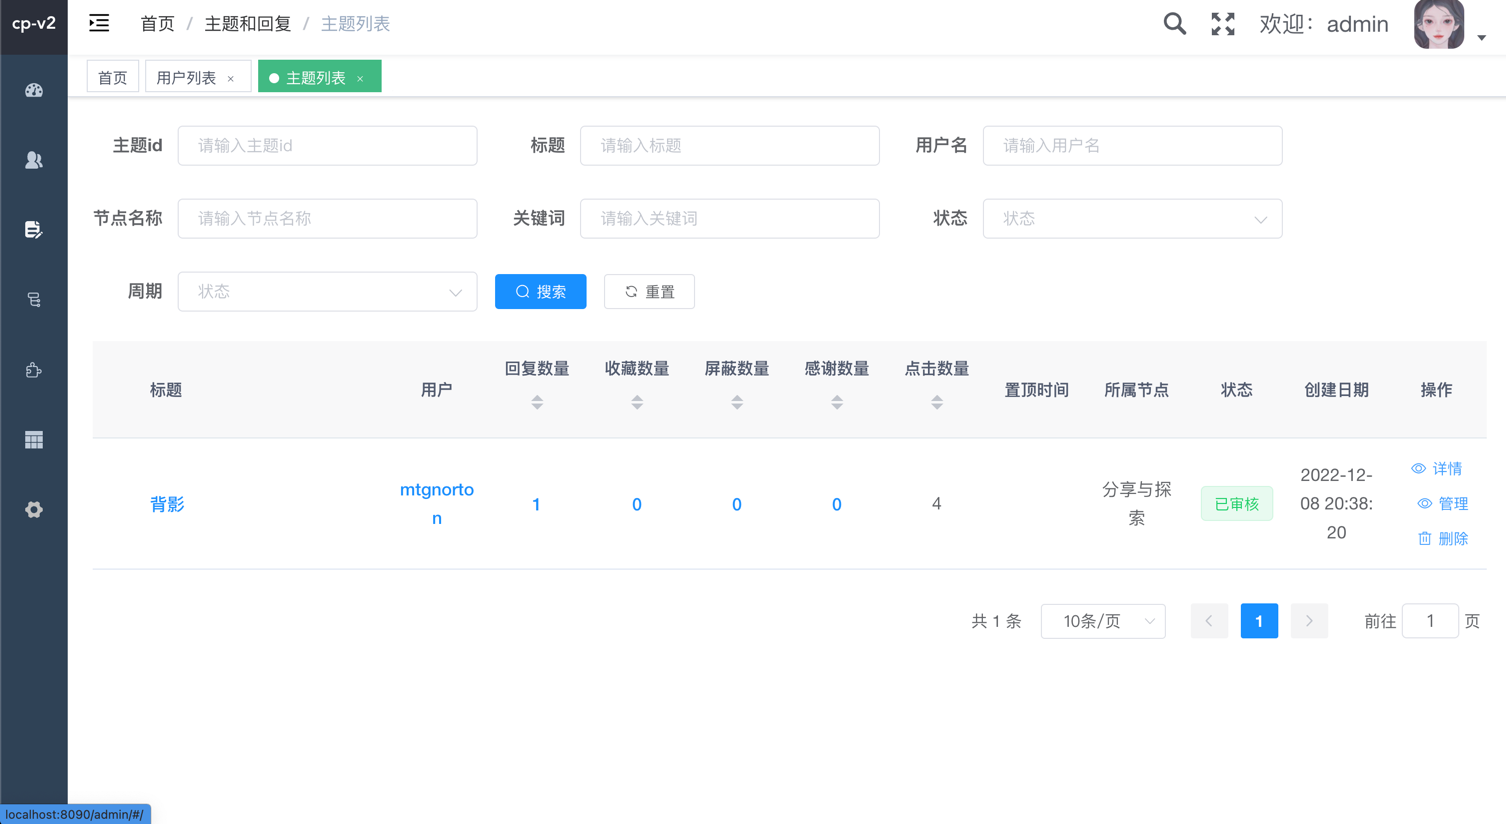 cp-v2
首页 / 主题和回复 / 主题列表
欢迎：admin
首页
用户列表 ×
主题列表 ×
主题id 请输入主题id
标题 请输入标题
用户名 请输入用户名
节点名称 请输入节点名称
关键词 请输入关键词
状态 状态
周期 状态
搜索
重置
标题 用户 回复数量 收藏数量 屏蔽数量 感谢数量 点击数量 置顶时间 所属节点 状态 创建日期 操作
背影
mtgnorto
n
1
0
0
0
4
分享与探
索
已审核
2022-12-
08 20:38:
20
详情
管理
删除
共 1 条
10条/页
1
前往 1 页
localhost:8090/admin/#/